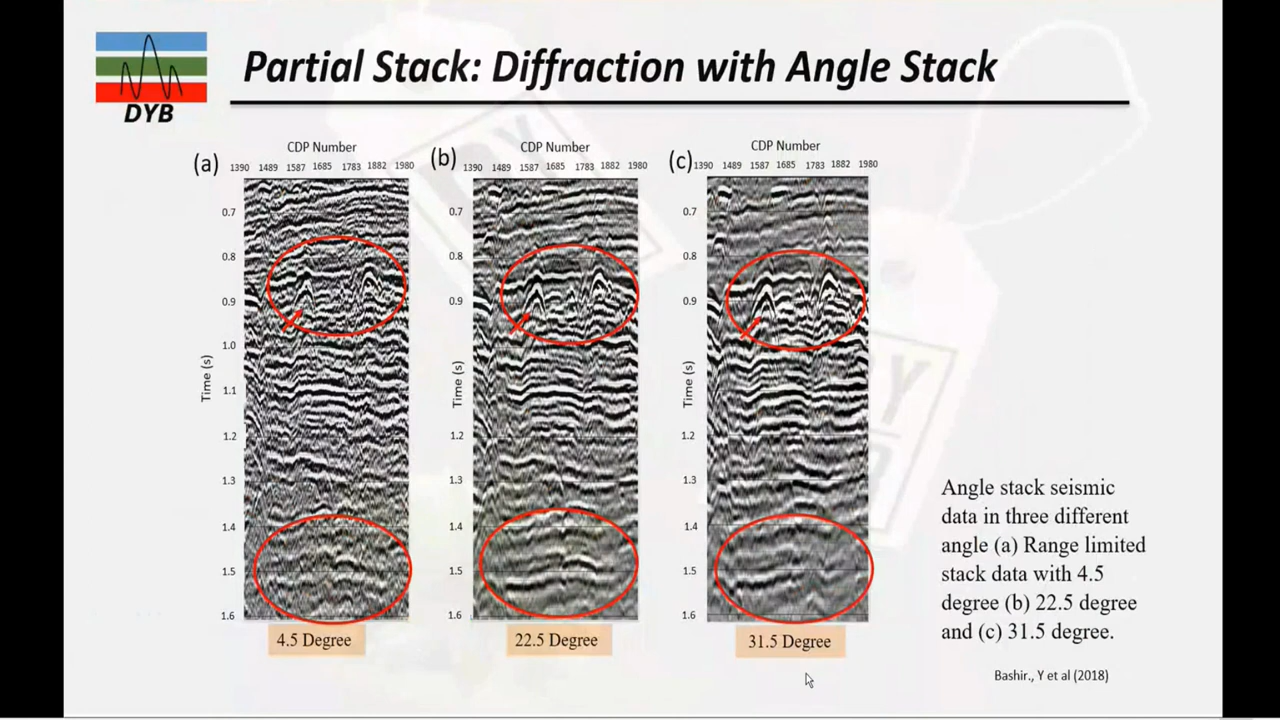 Partial Stack: Diffraction with Angle Stack
DYB
(a)
CDP Number
1390 1489 1587 1685 1783 1882 1980
Time (s)
0.7
0.8
0.9
1.0
1.1
1.2
1.3
1.4
1.5
1.6
4.5 Degree
(b)
CDP Number
1390 1489 1587 1685 1783 1882 1980
Time (s)
0.7
0.8
0.9
1.0
1.1
1.2
1.3
1.4
1.5
1.6
22.5 Degree
(c)
CDP Number
1390 1489 1587 1685 1783 1882 1980
Time (s)
0.7
0.8
0.9
1.0
1.1
1.2
1.3
1.4
1.5
1.6
31.5 Degree
Angle stack seismic
data in three different
angle (a) Range limited
stack data with 4.5
degree (b) 22.5 degree
and (c) 31.5 degree.
Bashir., Y et al (2018)